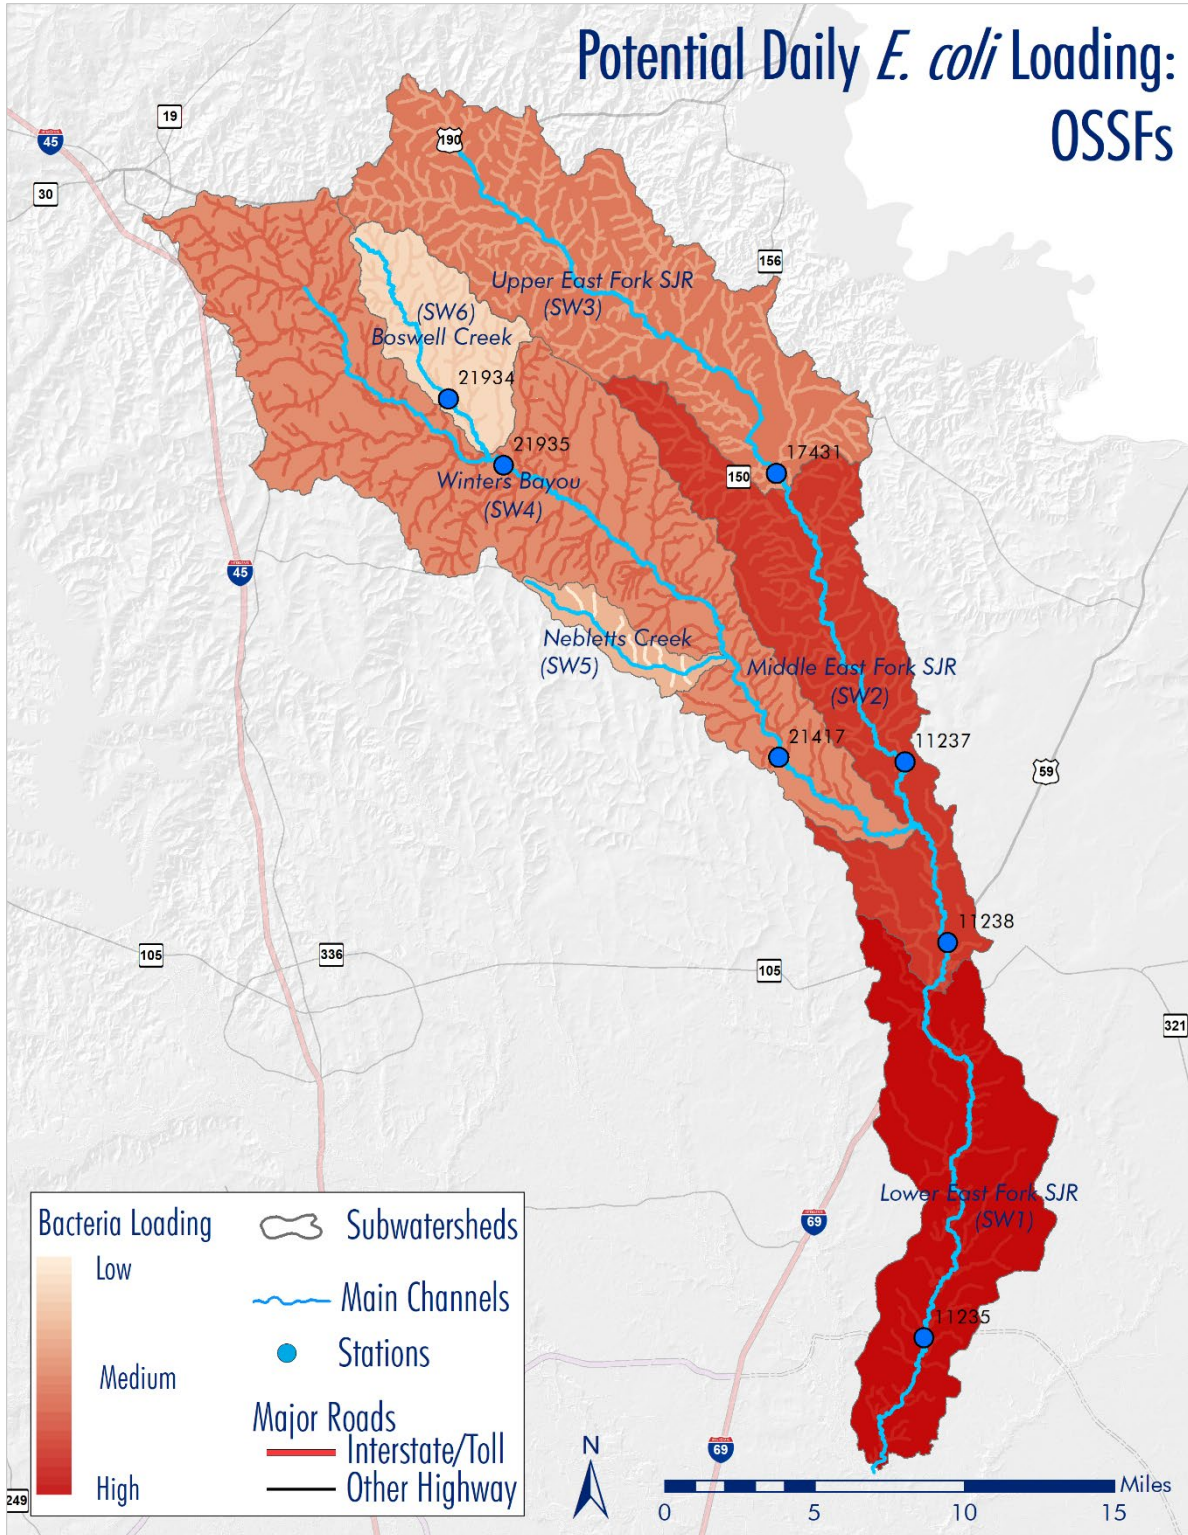 Potential Daily E. coli Loading:
OSSFs
19
45
190
30
156
Upper East Fork SJR
(SW3)
(SW6)
Boswell Creek
21934
21935
17431
150
Winters Bayou
(SW4)
45
Nebletts Creek
(SW5)
Middle East Fork SJR
(SW2)
21417
11237
59
11238
105
336
105
321
Lower East Fork SJR
(SW1)
69
11235
69
249
Bacteria Loading
Low
Medium
High
Subwatersheds
Main Channels
Stations
Major Roads
Interstate/Toll
Other Highway
N
Miles
0 5 10 15